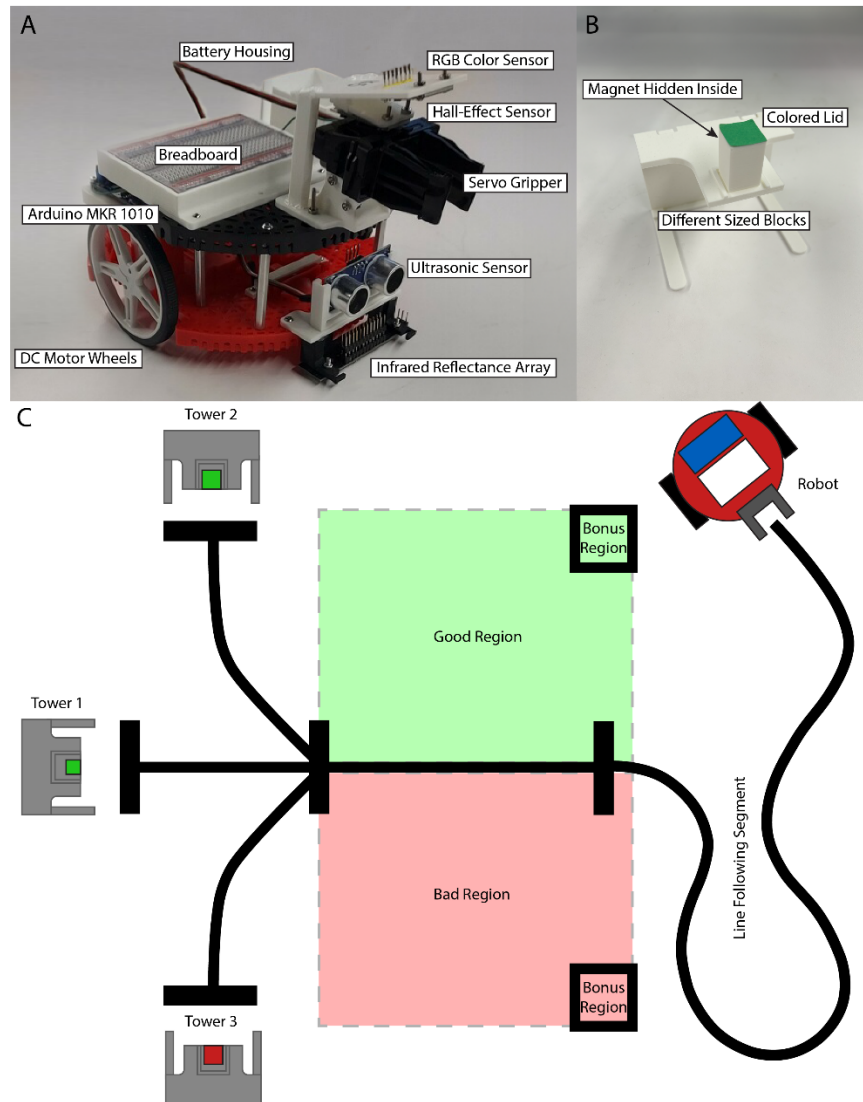 A
Battery Housing
RGB Color Sensor
Hall-Effect Sensor
Breadboard
Servo Gripper
Arduino MKR 1010
Ultrasonic Sensor
DC Motor Wheels
Infrared Reflectance Array
B
Magnet Hidden Inside
Colored Lid
Different Sized Blocks
C
Tower 2
Robot
Bonus
Region
Good Region
Tower 1
Line Following Segment
Bad Region
Bonus
Region
Tower 3